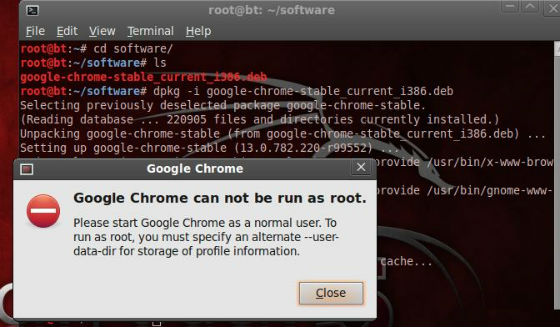 root@bt: ~/software
File Edit View Terminal Help
root@bt:~# cd software/
root@bt:~/software# ls
google-chrome-stable_current_i386.deb
root@bt:~/software# dpkg -i google-chrome-stable_current_i386.deb
Selecting previously deselected package google-chrome-stable.
(Reading database ... 220905 files and directories currently installed.)
Unpacking google-chrome-stable (from google-chrome-stable_current_i386.deb) ...
Setting up google-chrome-stable (13.0.782.220-r99552) ...
provide /usr/bin/x-www-brow
provide /usr/bin/gnome-www-
cache...
Google Chrome
Google Chrome can not be run as root.
Please start Google Chrome as a normal user. To
run as root, you must specify an alternate --user-
data-dir for storage of profile information.
Close